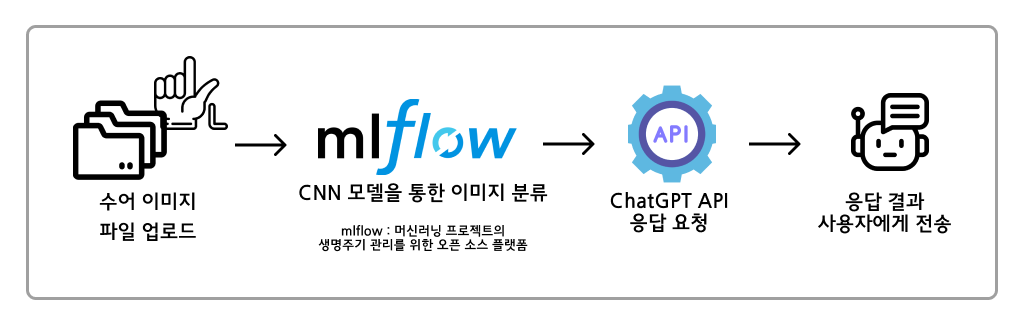 수어 이미지
파일 업로드
mlflow
CNN 모델을 통한 이미지 분류
mlflow : 머신러닝 프로젝트의
생명주기 관리를 위한 오픈 소스 플랫폼
API
ChatGPT API
응답 요청
응답 결과
사용자에게 전송